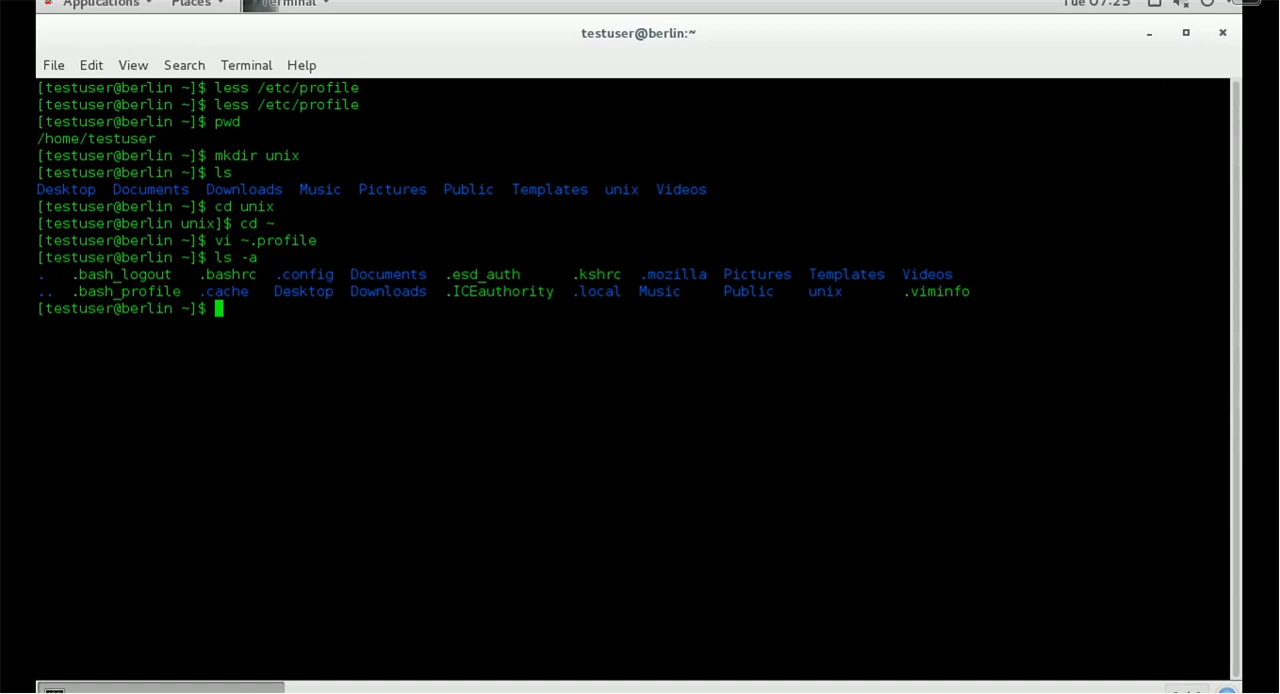 Applications Places Terminal Tue 07:25
testuser@berlin:~
File Edit View Search Terminal Help
[testuser@berlin ~]$ less /etc/profile
[testuser@berlin ~]$ less /etc/profile
[testuser@berlin ~]$ pwd
/home/testuser
[testuser@berlin ~]$ mkdir unix
[testuser@berlin ~]$ ls
Desktop Documents Downloads Music Pictures Public Templates unix Videos
[testuser@berlin ~]$ cd unix
[testuser@berlin unix]$ cd ~
[testuser@berlin ~]$ vi ~.profile
[testuser@berlin ~]$ ls -a
. .bash_logout .bashrc .config Documents .esd_auth .kshrc .mozilla Pictures Templates Videos
.. .bash_profile .cache Desktop Downloads .ICEauthority .local Music Public unix .viminfo
[testuser@berlin ~]$